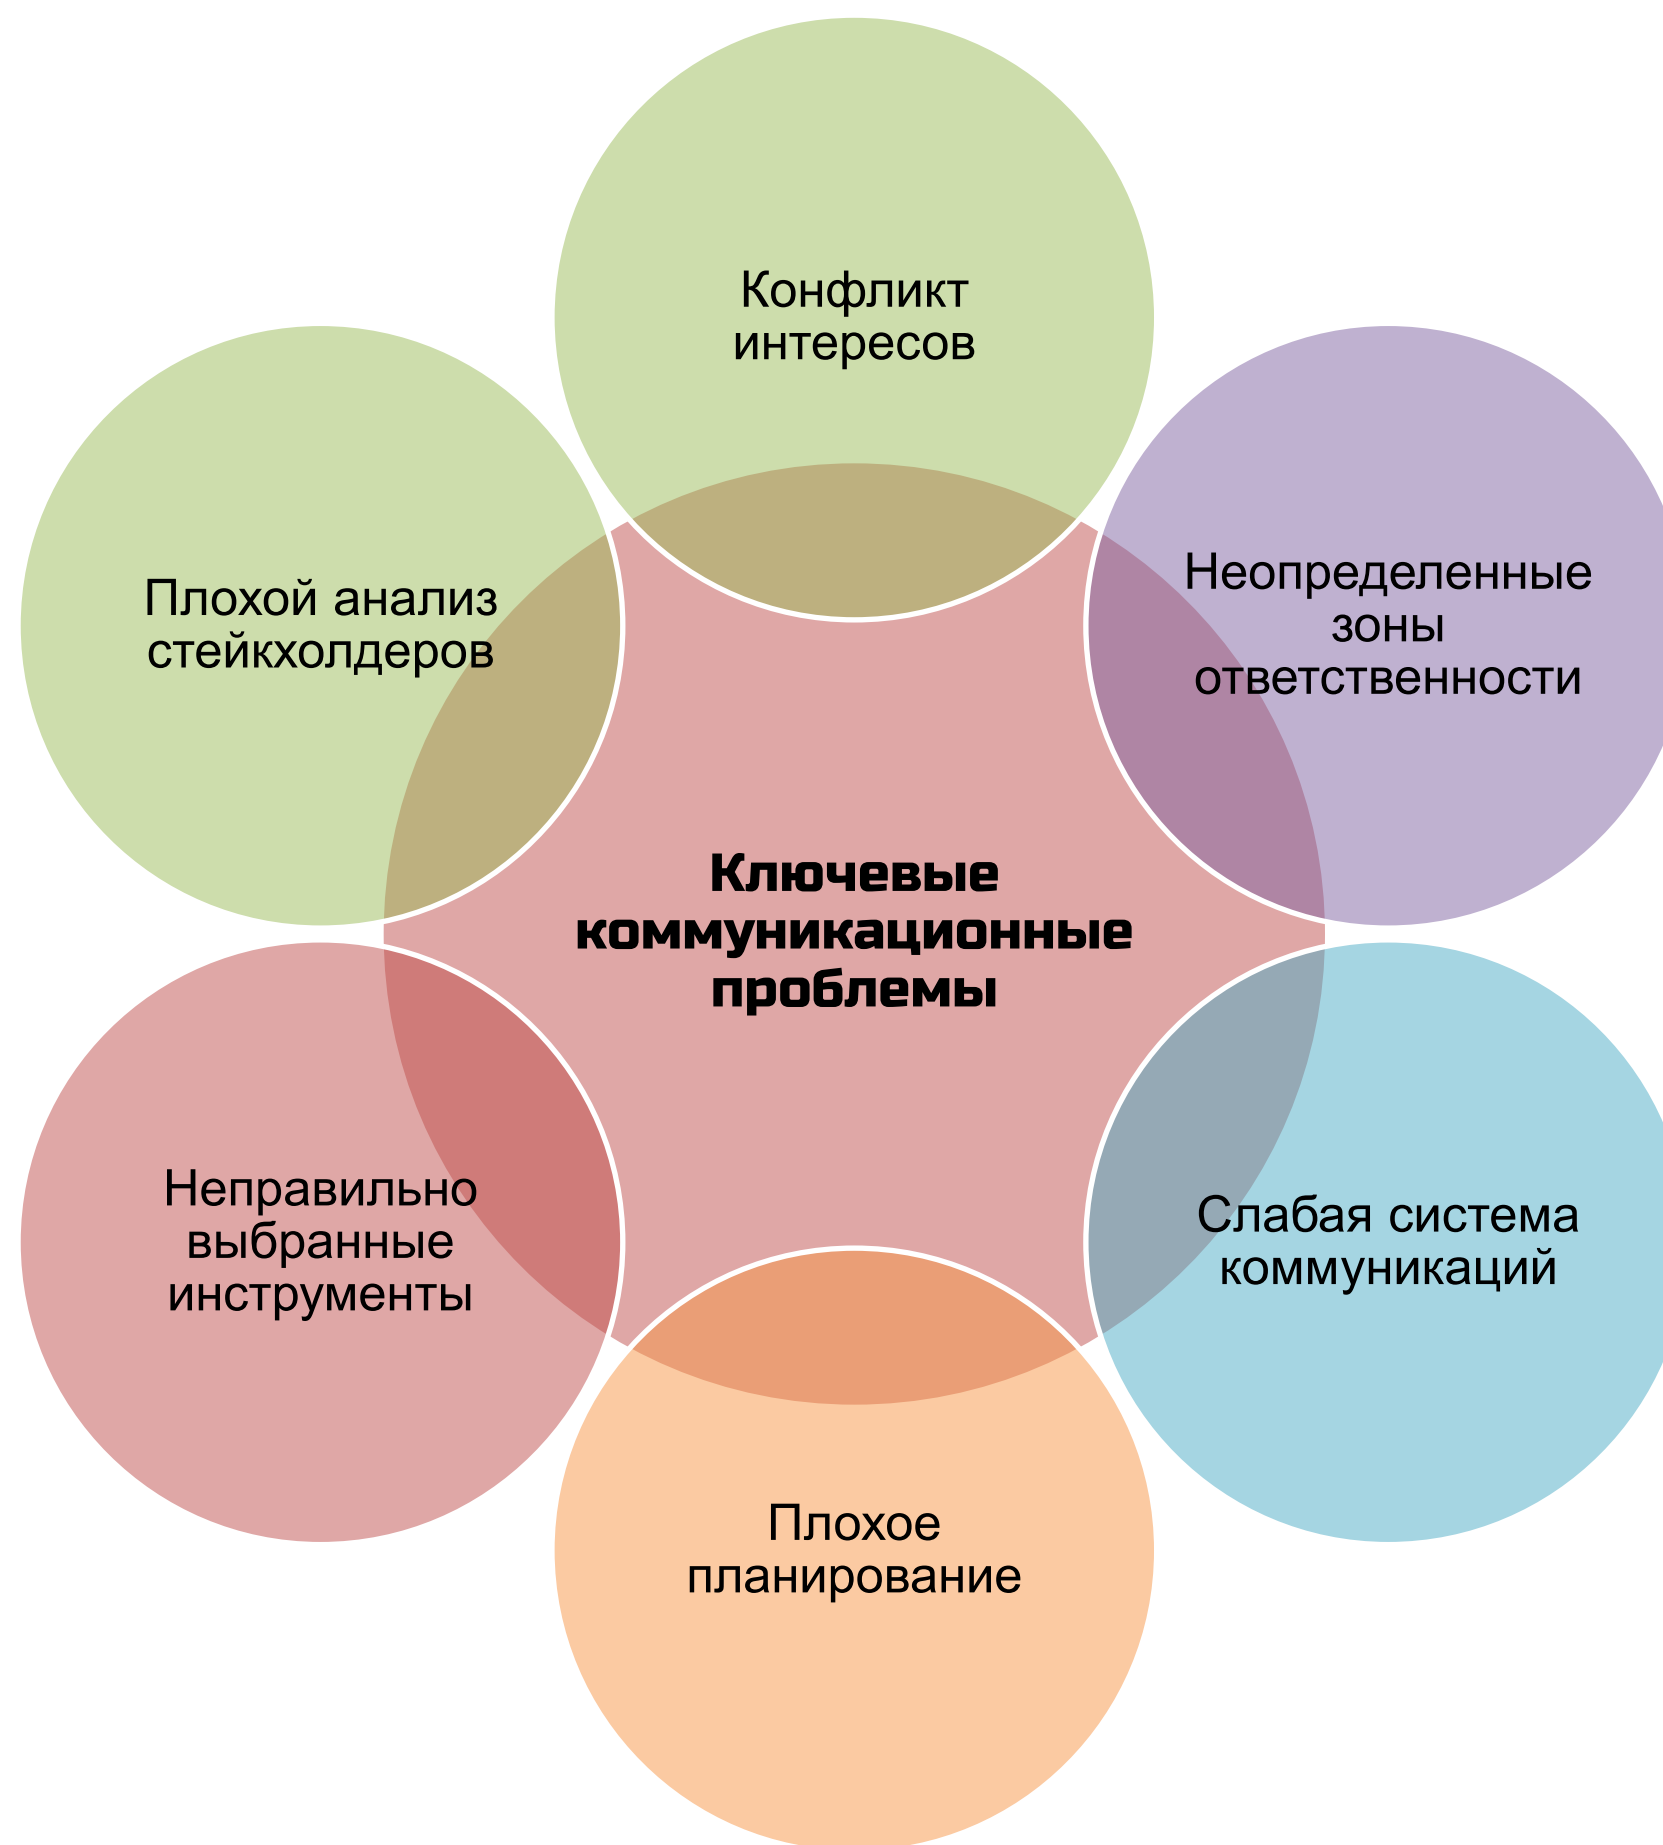 Конфликт
интересов
Неопределенные
зоны
ответственности
Плохой анализ
стейкхолдеров
Ключевые
коммуникационные
проблемы
Неправильно
выбранные
инструменты
Слабая система
коммуникаций
Плохое
планирование